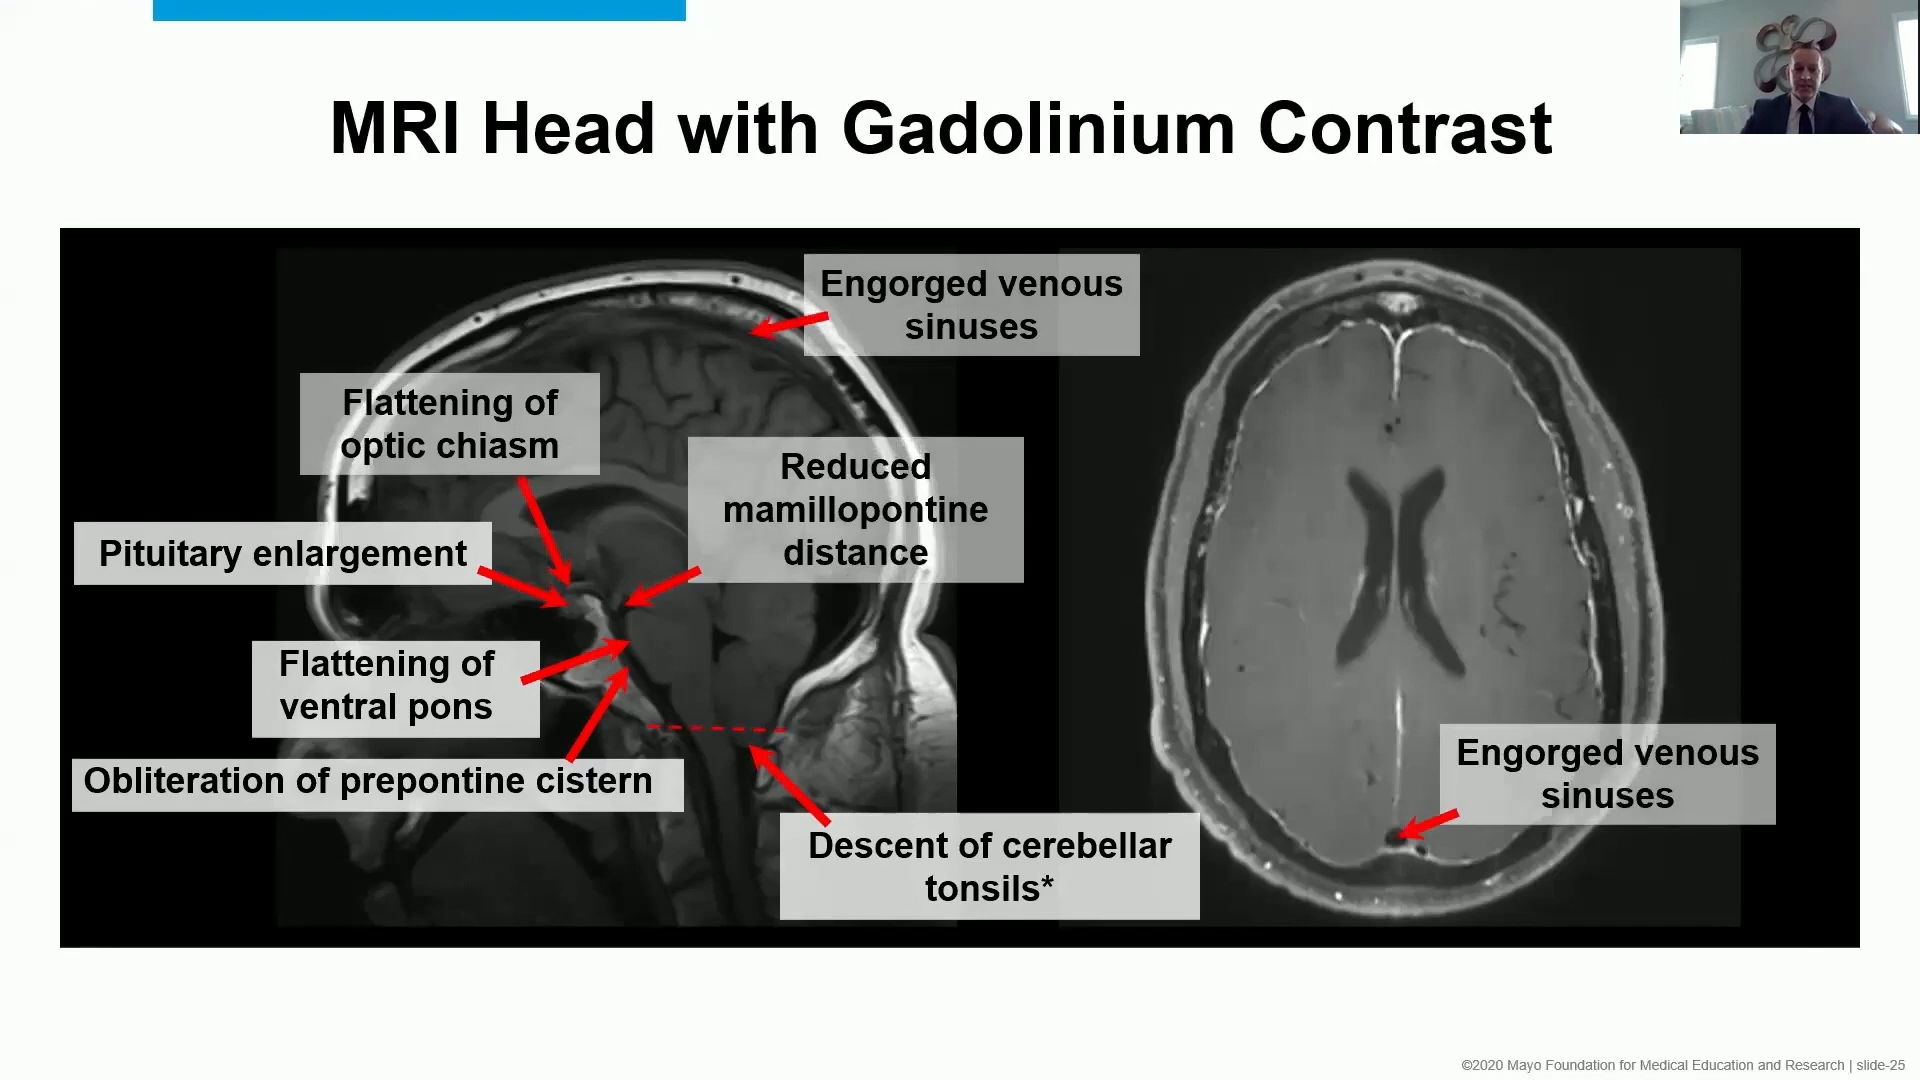 MRI Head with Gadolinium Contrast
Engorged venous
sinuses
Flattening of
optic chiasm
Reduced
mamillopontine
distance
Pituitary enlargement
Flattening of
ventral pons
Obliteration of prepontine cistern
Descent of cerebellar
tonsils*
Engorged venous
sinuses
©2020 Mayo Foundation for Medical Education and Research | slide-25